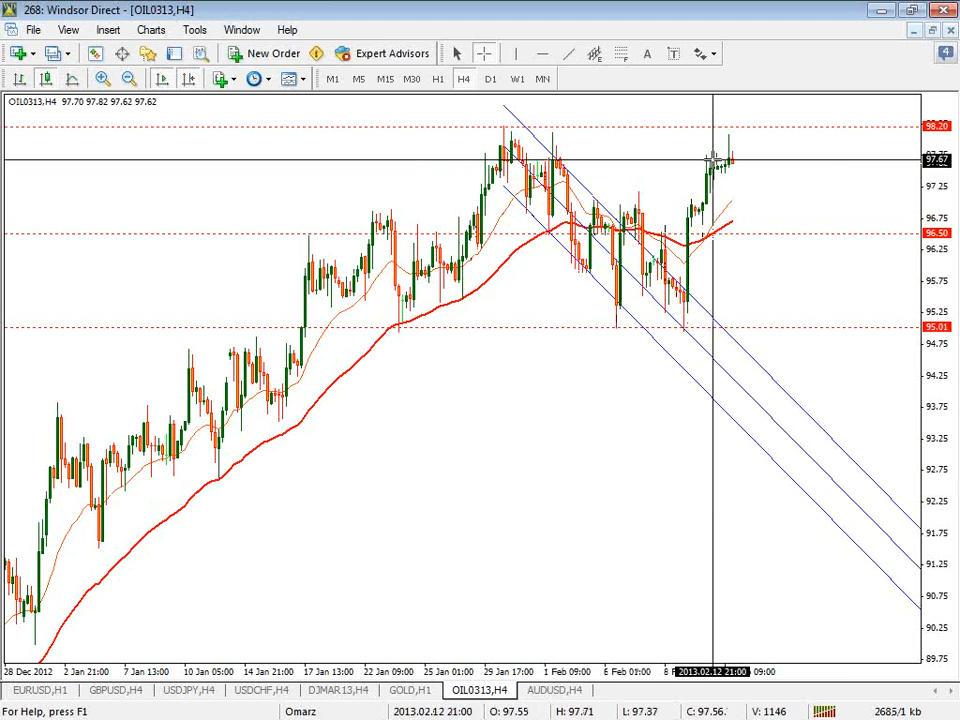 268: Windsor Direct - [OIL0313,H4]
File View Insert Charts Tools Window Help
New Order Expert Advisors A T 4
M1 M5 M15 M30 H1 H4 D1 W1 MN
OIL0313,H4 97.70 97.82 97.62 97.62
98.20
97.67
97.25
96.75
96.50
96.25
95.75
95.25
95.01
94.75
94.25
93.75
93.25
92.75
92.25
91.75
91.25
90.75
90.25
89.75
28 Dec 2012 2 Jan 21:00 7 Jan 13:00 10 Jan 05:00 14 Jan 21:00 17 Jan 13:00 22 Jan 09:00 25 Jan 01:00 29 Jan 17:00 1 Feb 09:00 6 Feb 01:00 8 F 2013.02.12 21:00 09:00
EURUSD,H1 GBPUSD,H4 USDJPY,H4 USDCHF,H4 DJMAR13,H4 GOLD,H1 OIL0313,H4 AUDUSD,H4
For Help, press F1 Omarz 2013.02.12 21:00 O: 97.55 H: 97.71 L: 97.37 C: 97.56 V: 1146 2685/1 kb